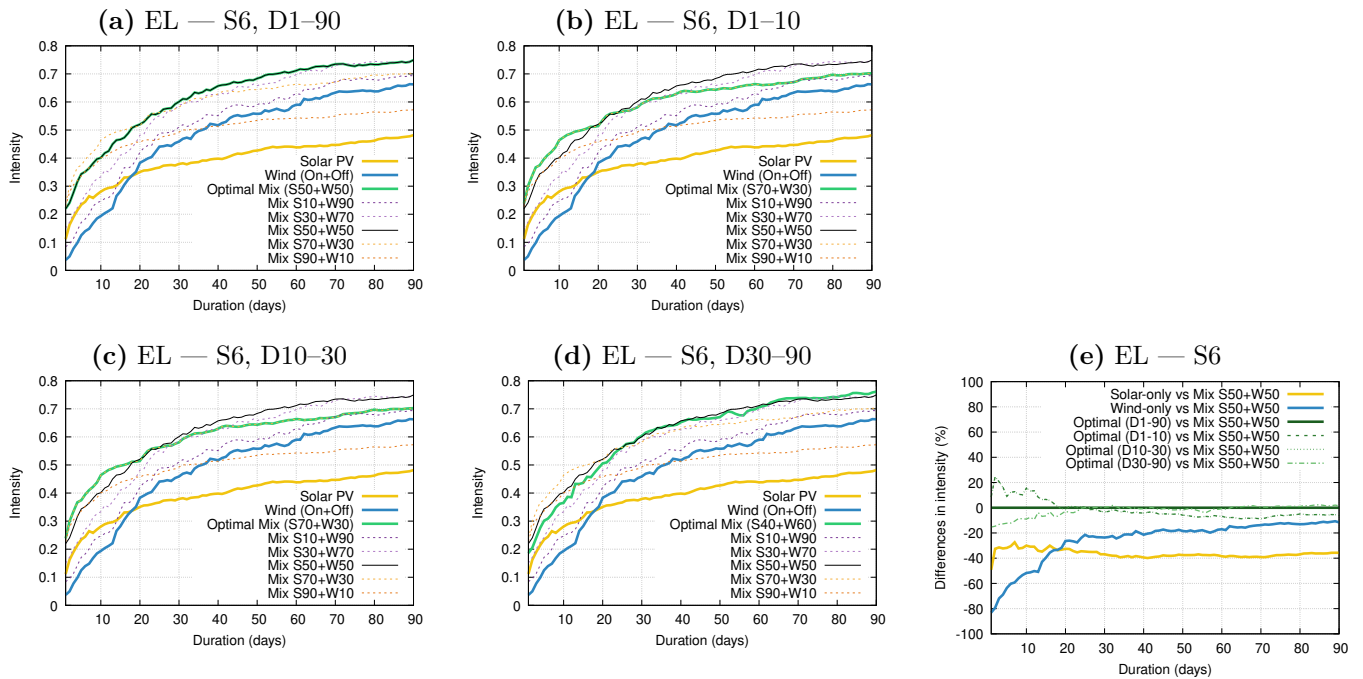 (a) EL — S6, D1–90
0.8
0.7
0.6
0.5
0.4
0.3
0.2
0.1
0
Intensity
Solar PV
Wind (On+Off)
Optimal Mix (S50+W50)
Mix S10+W90
Mix S30+W70
Mix S50+W50
Mix S70+W30
Mix S90+W10
10 20 30 40 50 60 70 80 90
Duration (days)
(b) EL — S6, D1–10
0.8
0.7
0.6
0.5
0.4
0.3
0.2
0.1
0
Intensity
Solar PV
Wind (On+Off)
Optimal Mix (S70+W30)
Mix S10+W90
Mix S30+W70
Mix S50+W50
Mix S70+W30
Mix S90+W10
10 20 30 40 50 60 70 80 90
Duration (days)
(c) EL — S6, D10–30
0.8
0.7
0.6
0.5
0.4
0.3
0.2
0.1
0
Intensity
Solar PV
Wind (On+Off)
Optimal Mix (S70+W30)
Mix S10+W90
Mix S30+W70
Mix S50+W50
Mix S70+W30
Mix S90+W10
10 20 30 40 50 60 70 80 90
Duration (days)
(d) EL — S6, D30–90
0.8
0.7
0.6
0.5
0.4
0.3
0.2
0.1
0
Intensity
Solar PV
Wind (On+Off)
Optimal Mix (S40+W60)
Mix S10+W90
Mix S30+W70
Mix S50+W50
Mix S70+W30
Mix S90+W10
10 20 30 40 50 60 70 80 90
Duration (days)
(e) EL — S6
100
80
60
40
20
0
-20
-40
-60
-80
-100
Differences in intensity (%)
Solar-only vs Mix S50+W50
Wind-only vs Mix S50+W50
Optimal (D1-90) vs Mix S50+W50
Optimal (D1-10) vs Mix S50+W50
Optimal (D10-30) vs Mix S50+W50
Optimal (D30-90) vs Mix S50+W50
10 20 30 40 50 60 70 80 90
Duration (days)